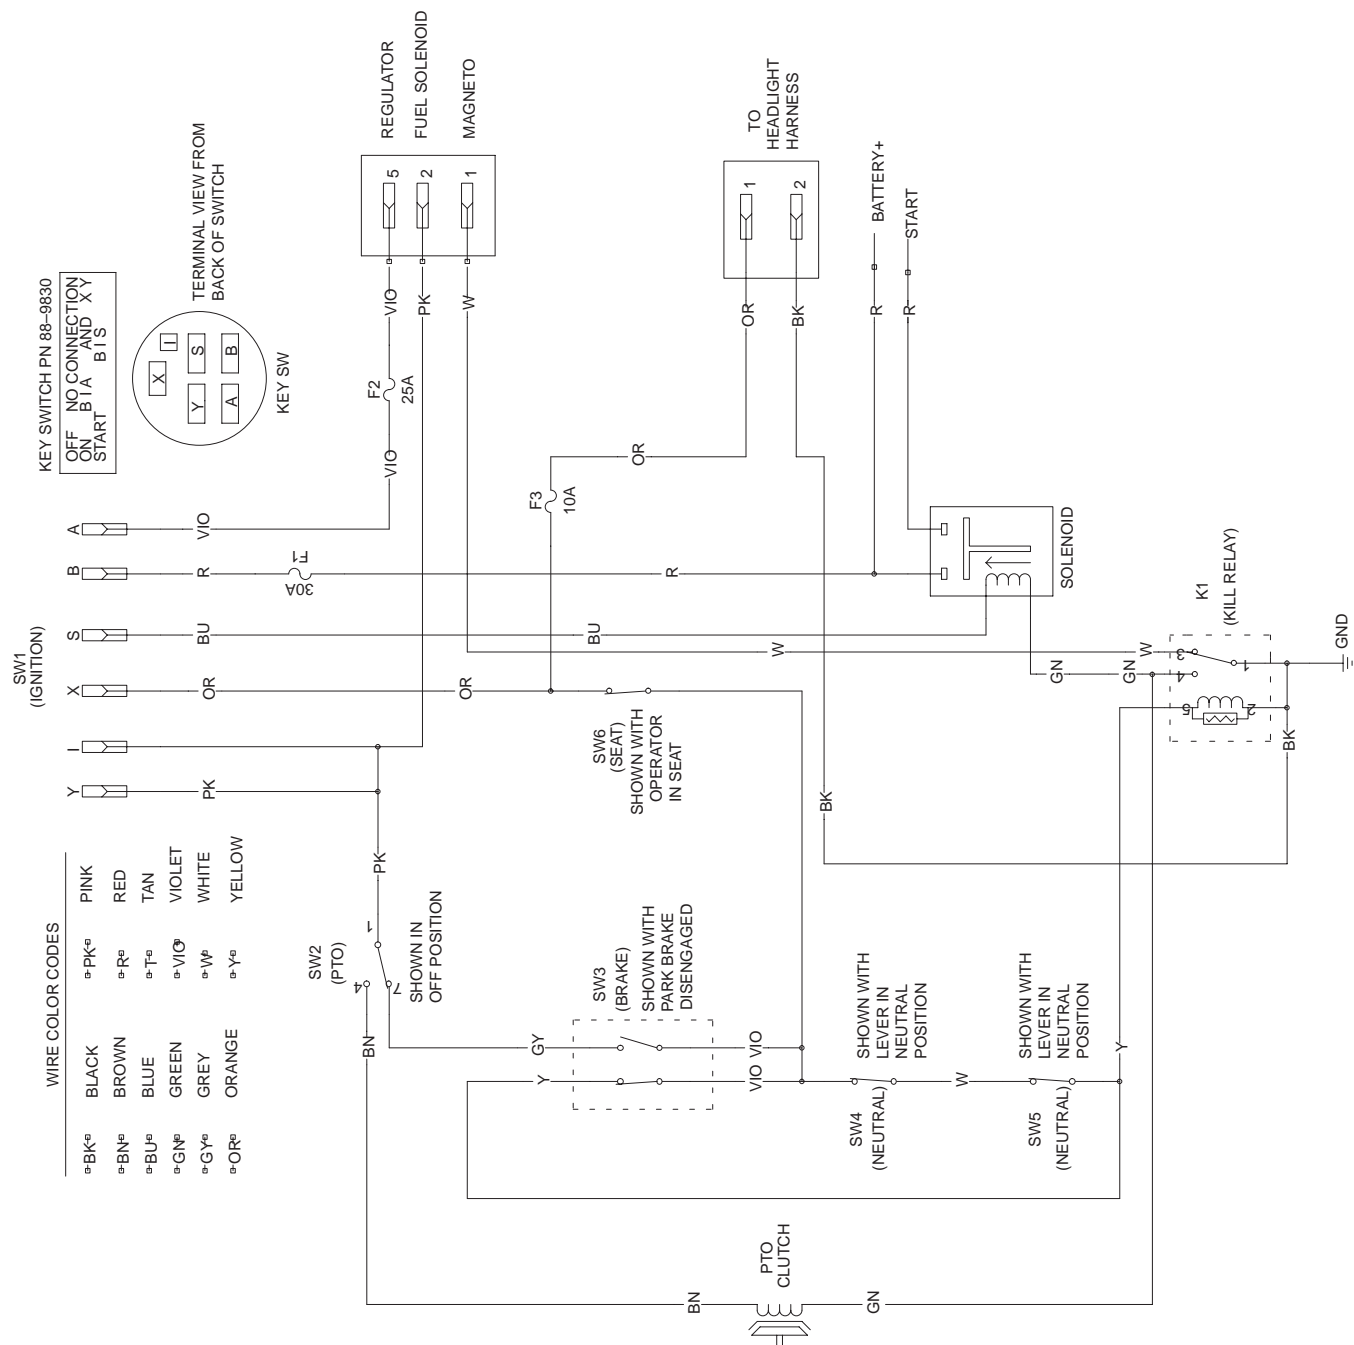 KEY SWITCH PN 88–9830
OFF NO CONNECTION
ON B I A AND X Y
START B I S
TERMINAL VIEW FROM
BACK OF SWITCH
X
I
Y
S
A
B
KEY SW
REGULATOR
FUEL SOLENOID
MAGNETO
5
2
1
VIO
PK
W
F2
25A
VIO
TO
HEADLIGHT
HARNESS
1
2
OR
BK
BATTERY+
START
R
R
SW1
(IGNITION)
A
B
S
X
I
Y
VIO
R
BU
OR
PK
F1
30A
F3
10A
OR
R
BU
W
OR
SOLENOID
K1
(KILL RELAY)
GN
GN
W
3
4
1
5
2
GND
BK
BK
SW6
(SEAT)
SHOWN WITH
OPERATOR
IN SEAT
PK
SW2
(PTO)
1
4
7
SHOWN IN
OFF POSITION
BN
GY
Y
SW3
(BRAKE)
SHOWN WITH
PARK BRAKE
DISENGAGED
VIO
VIO
SHOWN WITH
LEVER IN
NEUTRAL
POSITION
SW4
(NEUTRAL)
W
SHOWN WITH
LEVER IN
NEUTRAL
POSITION
SW5
(NEUTRAL)
Y
BN
PTO
CLUTCH
GN
WIRE COLOR CODES
BK BLACK PK PINK
BN BROWN R RED
BU BLUE T TAN
GN GREEN VIO VIOLET
GY GREY W WHITE
OR ORANGE Y YELLOW